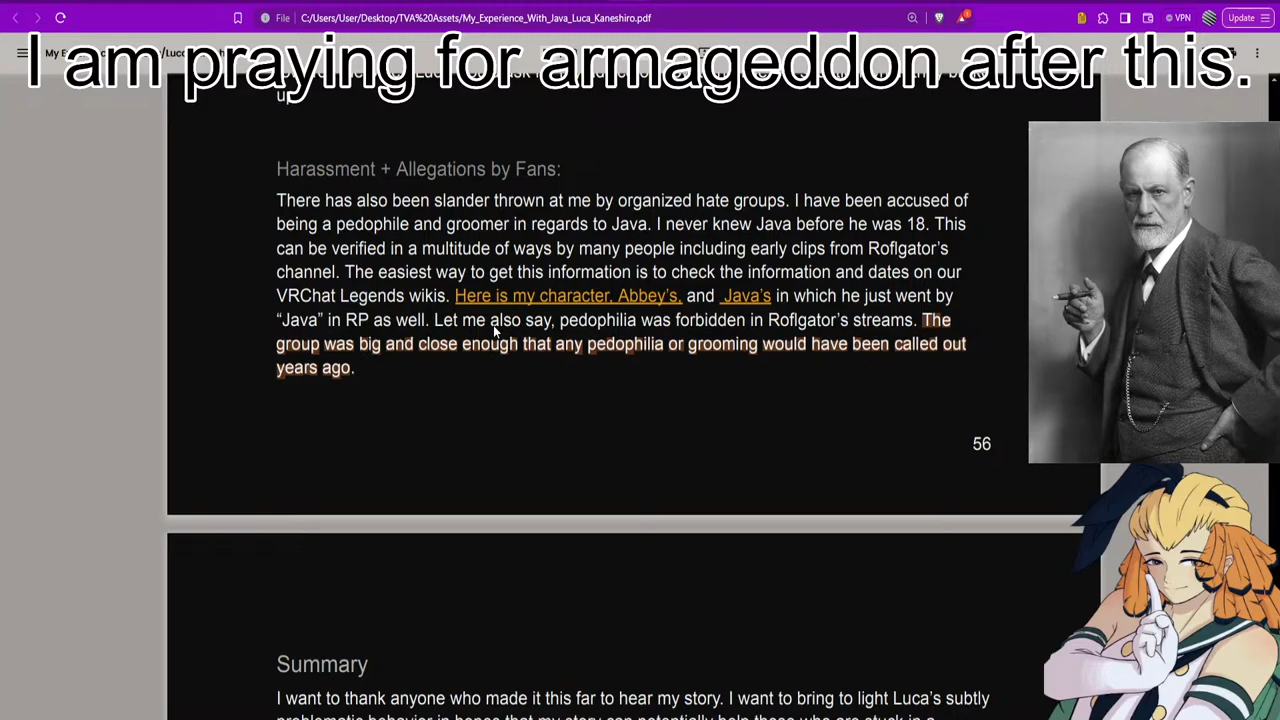 File
C:/Users/User/Desktop/TVA%20Assets/My_Experience_With_Java_Luca_Kaneshiro.pdf
VPN
Update
I am praying for armageddon after this.
up
Harassment + Allegations by Fans:
There has also been slander thrown at me by organized hate groups. I have been accused of
being a pedophile and groomer in regards to Java. I never knew Java before he was 18. This
can be verified in a multitude of ways by many people including early clips from Roflgator’s
channel. The easiest way to get this information is to check the information and dates on our
VRChat Legends wikis. Here is my character, Abbey’s, and Java’s in which he just went by
“Java” in RP as well. Let me also say, pedophilia was forbidden in Roflgator’s streams. The
group was big and close enough that any pedophilia or grooming would have been called out
years ago.
56
Summary
I want to thank anyone who made it this far to hear my story. I want to bring to light Luca’s subtly